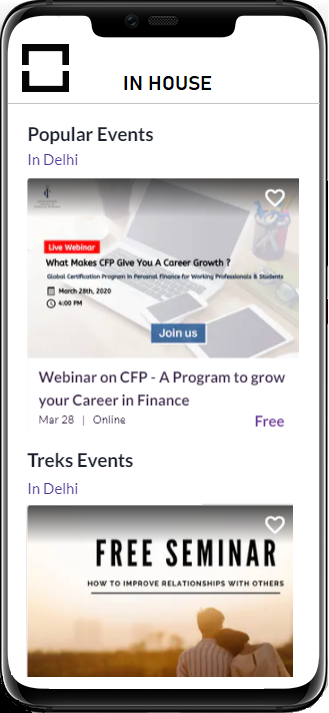 IN HOUSE
Popular Events
In Delhi
Live Webinar
What Makes CFP Give You A Career Growth ?
Global Certification Program in Personal Finance for Working Professionals & Students
March 28th, 2020
4:00 PM
Join us
Webinar on CFP - A Program to grow
your Career in Finance
Mar 28 | Online
Free
Treks Events
In Delhi
FREE SEMINAR
HOW TO IMPROVE RELATIONSHIPS WITH OTHERS